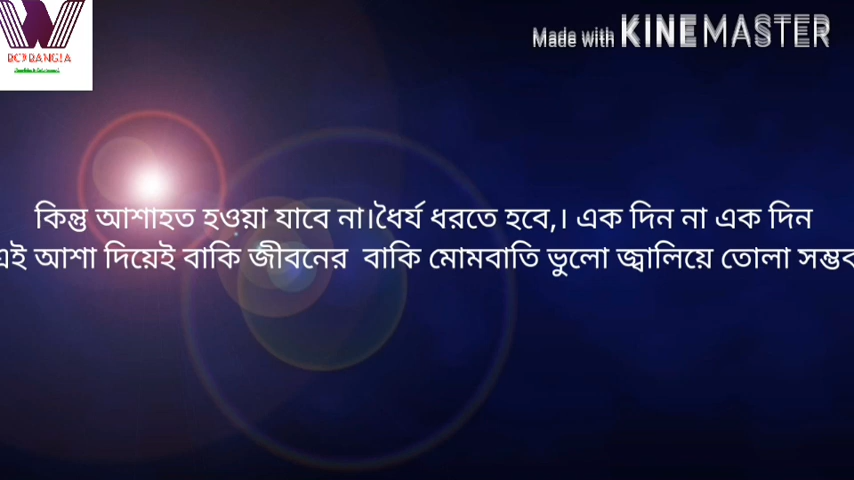 Made with KINEMASTER
কিন্তু আশাহত হওয়া যাবে না।ধৈর্য ধরতে হবে,। এক দিন না এক দিন
এই আশা দিয়েই বাকি জীবনের বাকি মোমবাতি ভুলো জ্বালিয়ে তোলা সম্ভব